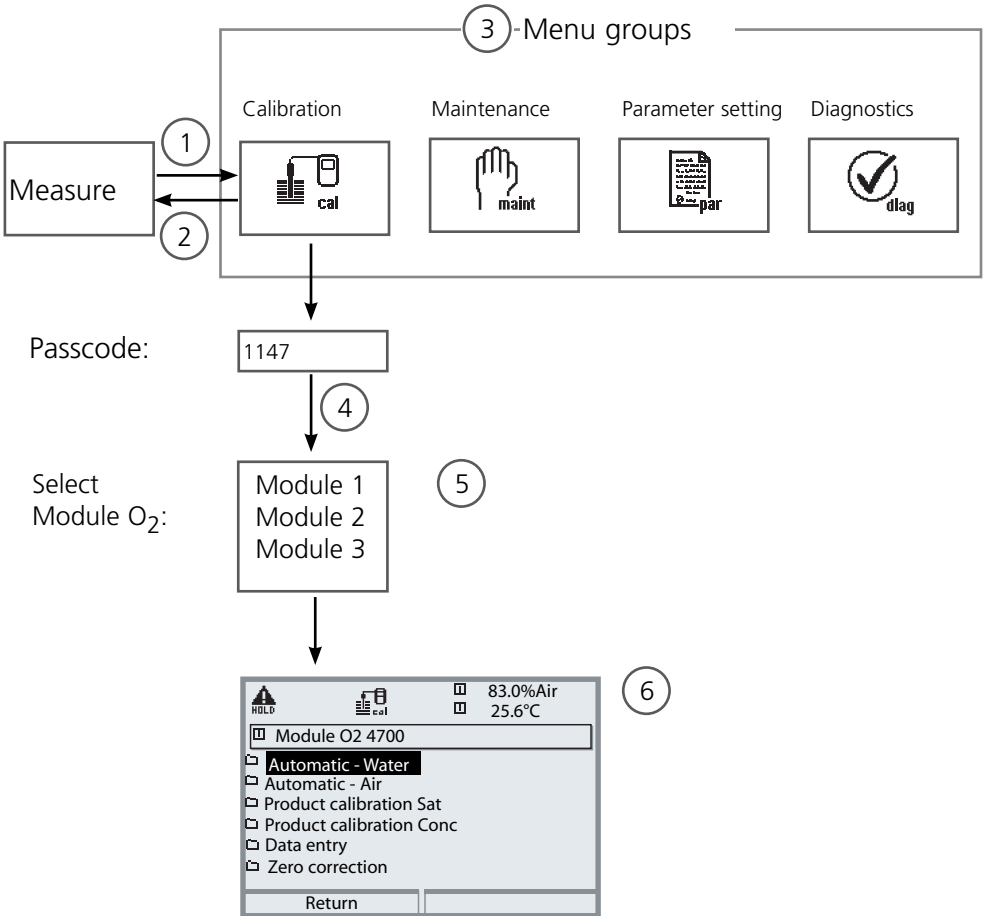 3 Menu groups
Calibration Maintenance Parameter setting Diagnostics
1
Measure
cal maint par diag
2
Passcode: 1147
4
Select
Module O2:
Module 1
Module 2
Module 3
5
6
HOLD cal 83.0%Air
25.6°C
Module O2 4700
Automatic - Water
Automatic - Air
Product calibration Sat
Product calibration Conc
Data entry
Zero correction
Return